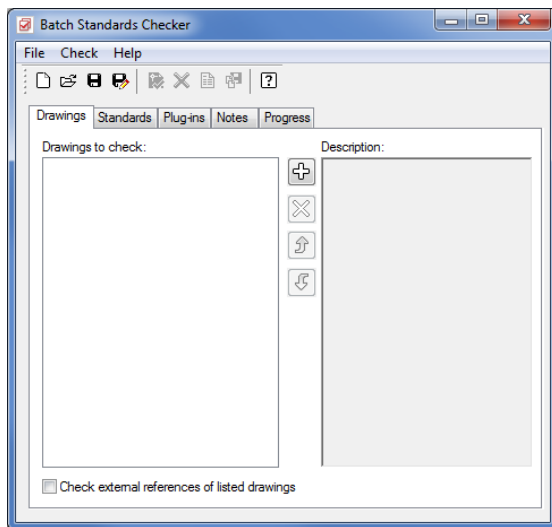 Batch Standards Checker
File Check Help
Drawings Standards Plug-ins Notes Progress
Drawings to check: Description:
Check external references of listed drawings